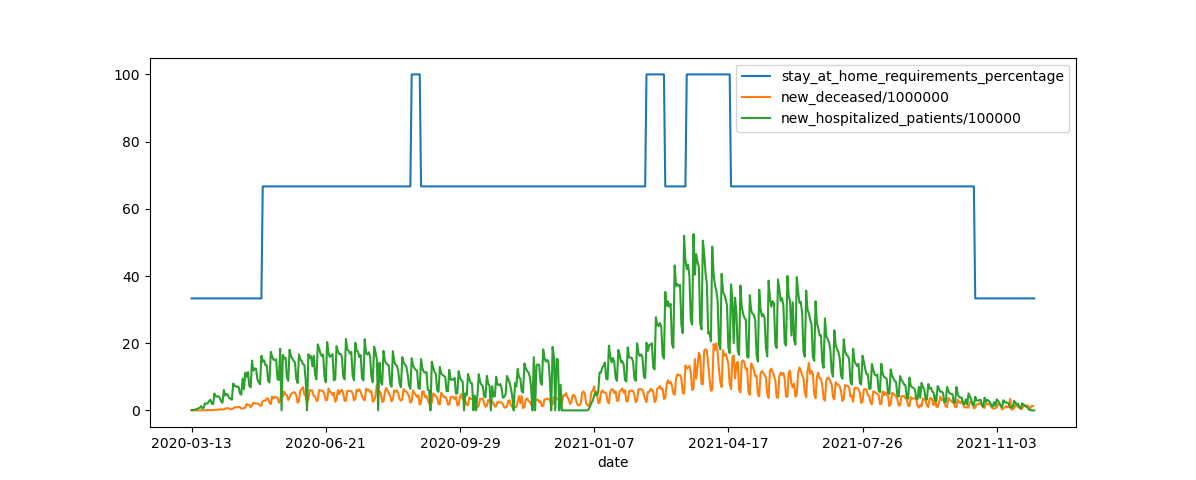 100
80
60
40
20
0
stay_at_home_requirements_percentage
new_deceased/1000000
new_hospitalized_patients/100000
2020-03-13 2020-06-21 2020-09-29 2021-01-07 2021-04-17 2021-07-26 2021-11-03
date